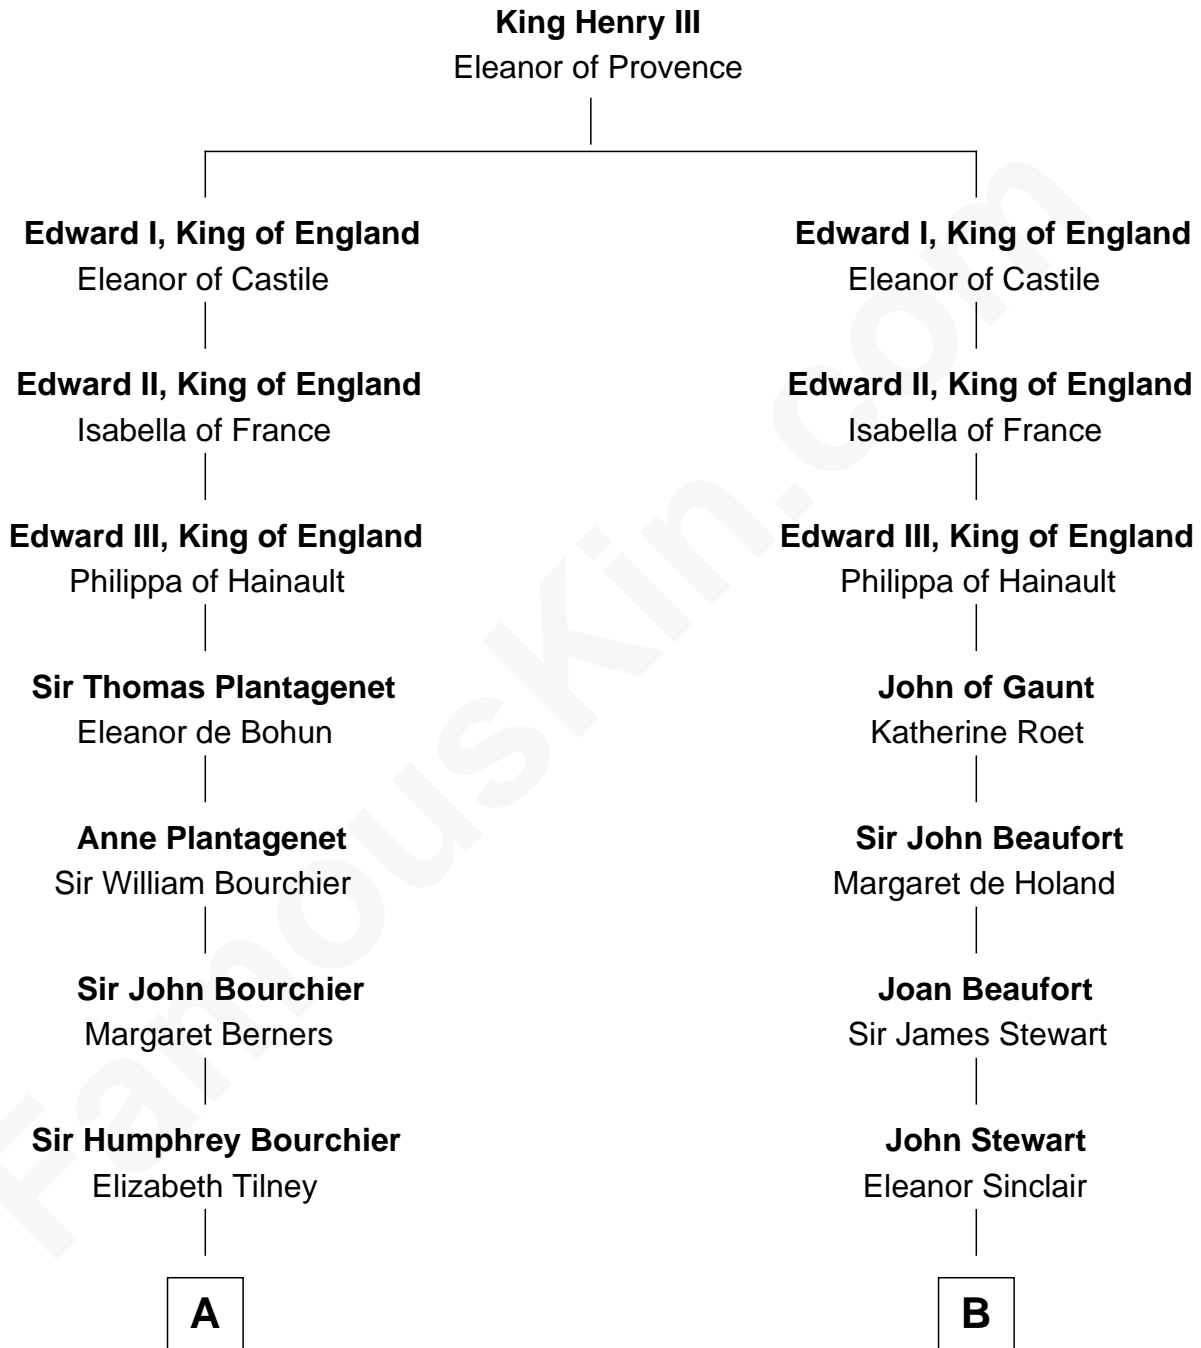 King Henry III
Eleanor of Provence
Edward I, King of England
Eleanor of Castile
Edward I, King of England
Eleanor of Castile
Edward II, King of England
Isabella of France
Edward II, King of England
Isabella of France
Edward III, King of England
Philippa of Hainault
Edward III, King of England
Philippa of Hainault
Sir Thomas Plantagenet
Eleanor de Bohun
John of Gaunt
Katherine Roet
Anne Plantagenet
Sir William Bourchier
Sir John Beaufort
Margaret de Holand
Sir John Bourchier
Margaret Berners
Joan Beaufort
Sir James Stewart
Sir Humphrey Bourchier
Elizabeth Tilney
John Stewart
Eleanor Sinclair
A
B
FamousKin.com